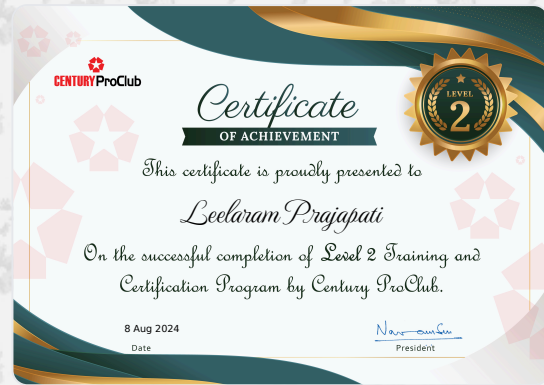 CENTURY ProClub
LEVEL
2
Certificate
OF ACHIEVEMENT
This certificate is proudly presented to
Leelaram Prajapati
On the successful completion of Level 2 Training and
Certification Program by Century ProClub.
8 Aug 2024
Date
President